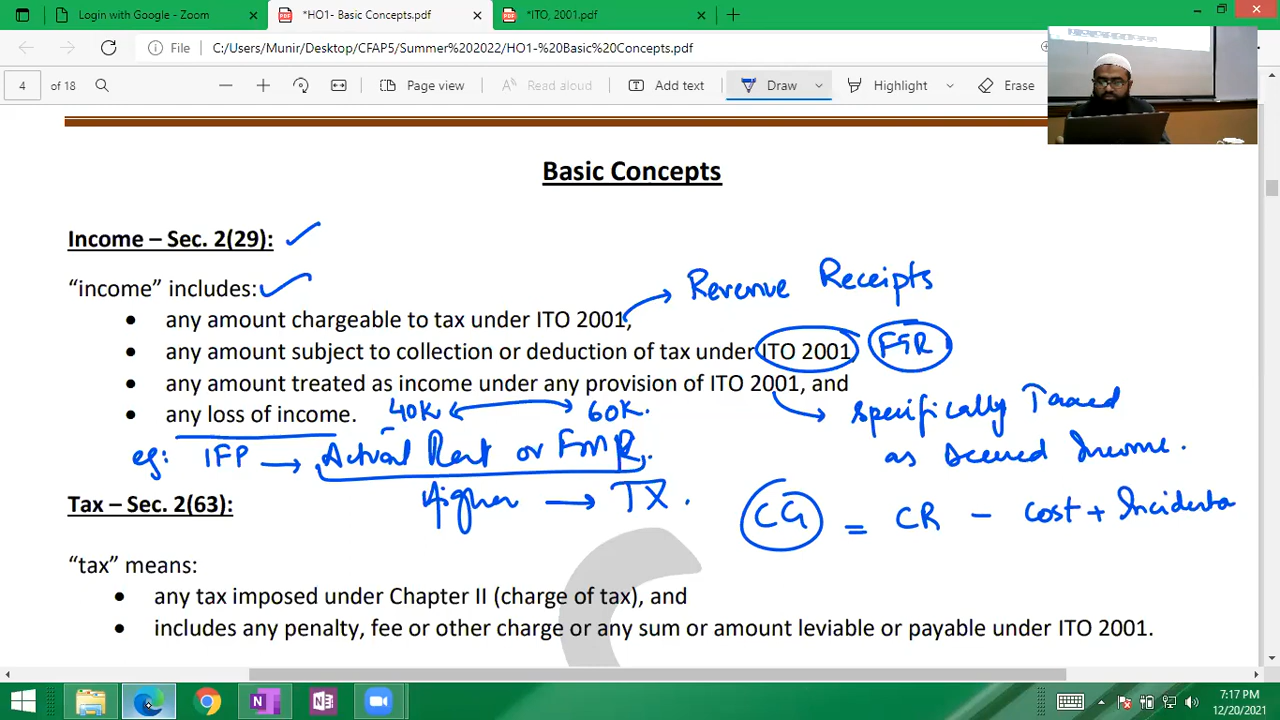 Login with Google - Zoom
*HO1- Basic Concepts.pdf
*ITO, 2001.pdf
File C:/Users/Munir/Desktop/CFAP5/Summer%202022/HO1-%20Basic%20Concepts.pdf
4 of 18 Page view Read aloud Add text Draw Highlight Erase
Basic Concepts
Income – Sec. 2(29):
“income” includes:
Revenue Receipts
• any amount chargeable to tax under ITO 2001,
• any amount subject to collection or deduction of tax under ITO 2001 FTR
• any amount treated as income under any provision of ITO 2001, and
• any loss of income.
40K 60K.
specifically Taxed
as Deemed Income.
eg: IFP → Actual Rent or FMR.
Higher → TX.
Tax – Sec. 2(63):
CG = CR - cost + Incidenta
“tax” means:
• any tax imposed under Chapter II (charge of tax), and
• includes any penalty, fee or other charge or any sum or amount leviable or payable under ITO 2001.
7:17 PM
12/20/2021